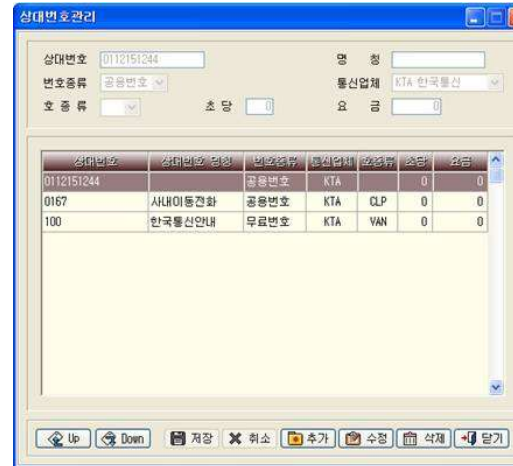 상대번호관리
상대번호 0112151244 명 칭
번호종류 공용번호 통신업체 KTA 한국통신
호 종 류 초 당 0 요 금 0
상대번호 상대번호 명칭 번호종류 통신업체 호종류 초당 요금
0112151244 공용번호 KTA 0 0
0167 사내이동전화 공용번호 KTA CLP 0 0
100 한국통신안내 무료번호 KTA VAN 0 0
Up Down 저장 취소 추가 수정 삭제 닫기